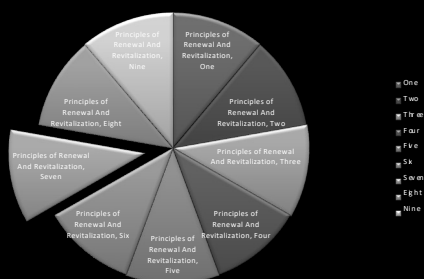 Principles of
Renewal And
Revitalization,
One
Principles of
Renewal And
Revitalization, Two
Principles of Renewal
And Revitalization, Three
Principles of
Renewal And
Revitalization, Four
Principles of
Renewal And
Revitalization,
Five
Principles of
Renewal And
Revitalization, Six
Principles of Renewal
And Revitalization,
Seven
Principles of
Renewal And
Revitalization, Eight
Principles of
Renewal And
Revitalization,
Nine
One
Two
Three
Four
Five
Six
Seven
Eight
Nine